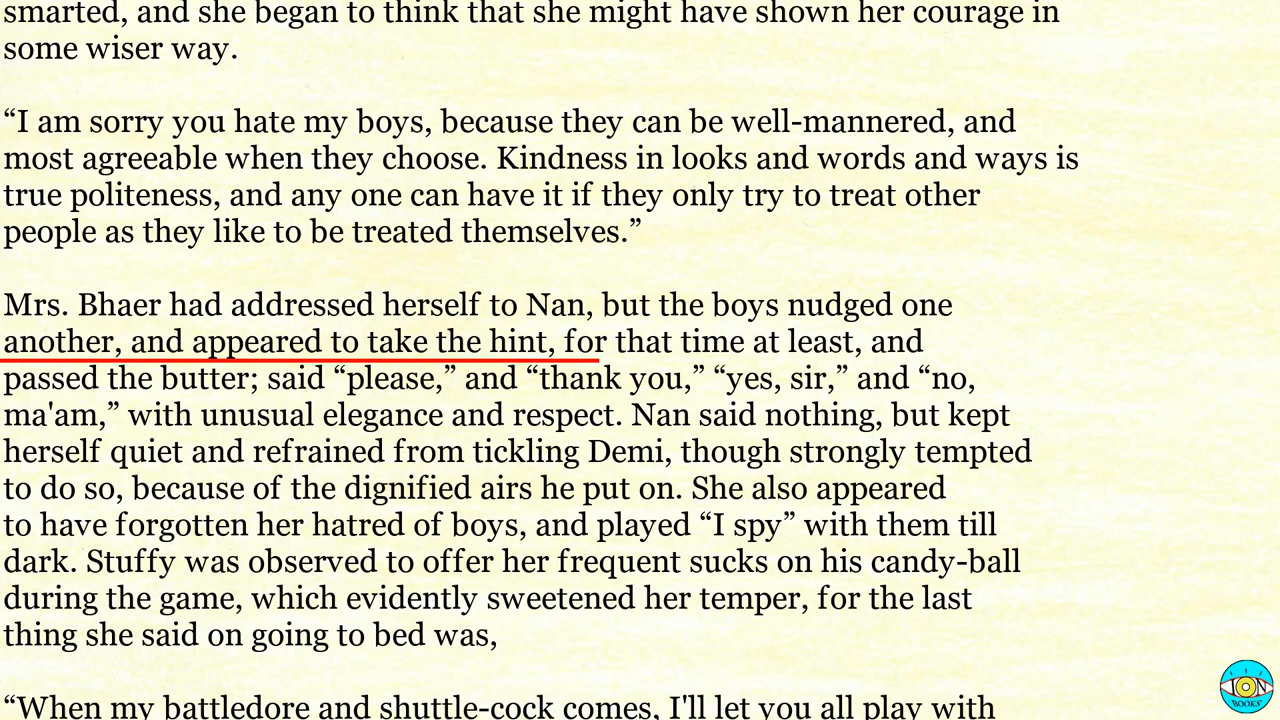 smarted, and she began to think that she might have shown her courage in
some wiser way.
“I am sorry you hate my boys, because they can be well-mannered, and
most agreeable when they choose. Kindness in looks and words and ways is
true politeness, and any one can have it if they only try to treat other
people as they like to be treated themselves.”
Mrs. Bhaer had addressed herself to Nan, but the boys nudged one
another, and appeared to take the hint, for that time at least, and
passed the butter; said “please,” and “thank you,” “yes, sir,” and “no,
ma'am,” with unusual elegance and respect. Nan said nothing, but kept
herself quiet and refrained from tickling Demi, though strongly tempted
to do so, because of the dignified airs he put on. She also appeared
to have forgotten her hatred of boys, and played “I spy” with them till
dark. Stuffy was observed to offer her frequent sucks on his candy-ball
during the game, which evidently sweetened her temper, for the last
thing she said on going to bed was,
“When my battledore and shuttle-cock comes, I'll let you all play with
ION
BOOKS